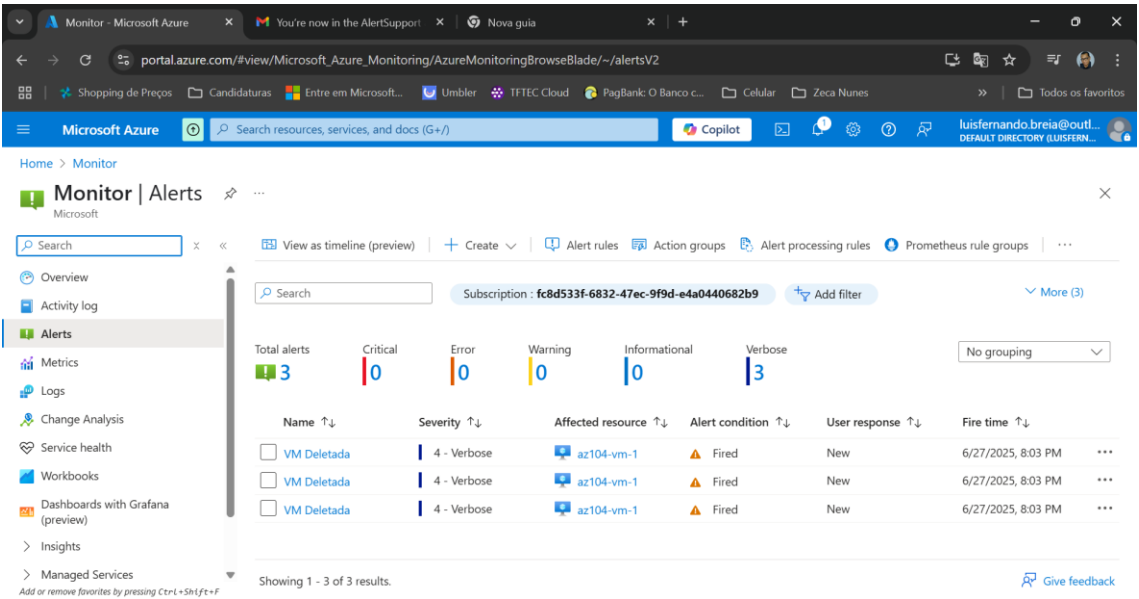 Monitor - Microsoft Azure
You're now in the AlertSupport
Nova guia
portal.azure.com/#view/Microsoft_Azure_Monitoring/AzureMonitoringBrowseBlade/~/alertsV2
Shopping de Preços Candidaturas Entre em Microsoft... Umbler TFTEC Cloud PagBank: O Banco c... Celular Zeca Nunes » Todos os favoritos
Microsoft Azure Search resources, services, and docs (G+/) Copilot 1 luisfernando.breia@outl...
DEFAULT DIRECTORY (LUISFERN...
Home > Monitor
Monitor | Alerts ...
Microsoft
Search
Overview
Activity log
Alerts
Metrics
Logs
Change Analysis
Service health
Workbooks
Dashboards with Grafana
(preview)
Insights
Managed Services
Add or remove favorites by pressing Ctrl+Shift+F
View as timeline (preview) Create Alert rules Action groups Alert processing rules Prometheus rule groups ...
Search Subscription : fc8d533f-6832-47ec-9f9d-e4a0440682b9 Add filter More (3)
Total alerts Critical Error Warning Informational Verbose
3 0 0 0 0 3
No grouping
Name ↑↓ Severity ↑↓ Affected resource ↑↓ Alert condition ↑↓ User response ↑↓ Fire time ↑↓
VM Deletada 4 - Verbose az104-vm-1 Fired New 6/27/2025, 8:03 PM ...
VM Deletada 4 - Verbose az104-vm-1 Fired New 6/27/2025, 8:03 PM ...
VM Deletada 4 - Verbose az104-vm-1 Fired New 6/27/2025, 8:03 PM ...
Showing 1 - 3 of 3 results.
Give feedback